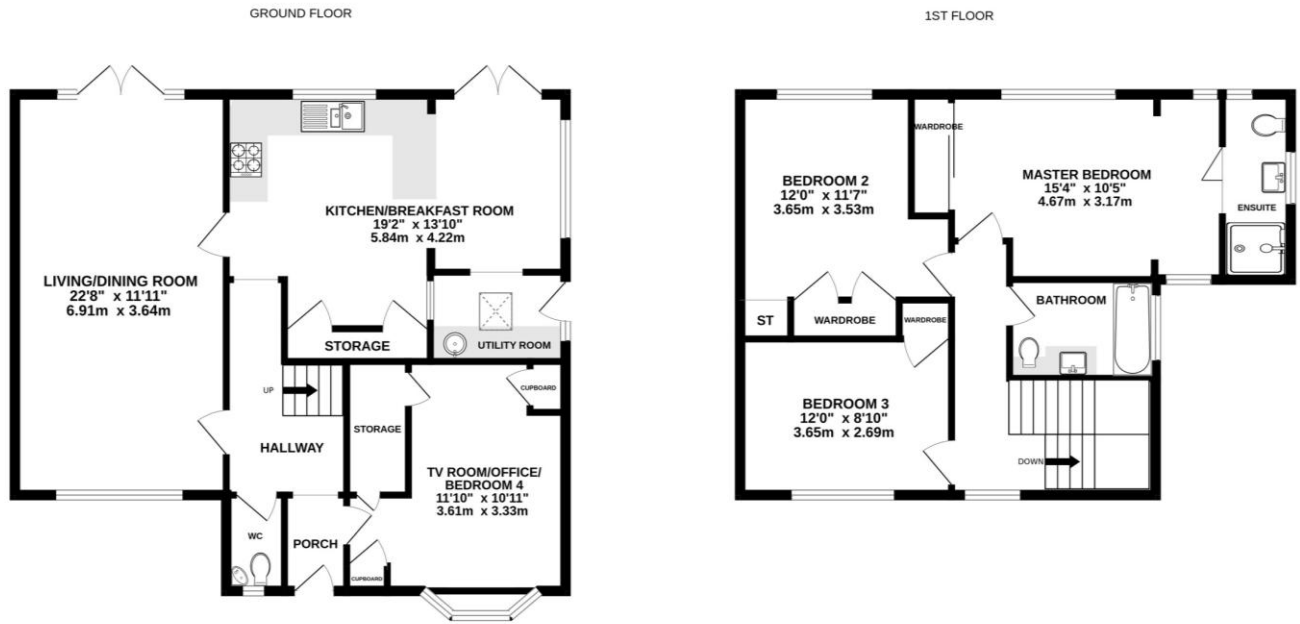 GROUND FLOOR
LIVING/DINING ROOM
22'8" x 11'11"
6.91m x 3.64m
KITCHEN/BREAKFAST ROOM
19'2" x 13'10"
5.84m x 4.22m
STORAGE
UTILITY ROOM
UP
HALLWAY
STORAGE
CUPBOARD
TV ROOM/OFFICE/
BEDROOM 4
11'10" x 10'11"
3.61m x 3.33m
WC
PORCH
CUPBOARD
1ST FLOOR
WARDROBE
BEDROOM 2
12'0" x 11'7"
3.65m x 3.53m
MASTER BEDROOM
15'4" x 10'5"
4.67m x 3.17m
ENSUITE
ST
WARDROBE
WARDROBE
BATHROOM
BEDROOM 3
12'0" x 8'10"
3.65m x 2.69m
DOWN